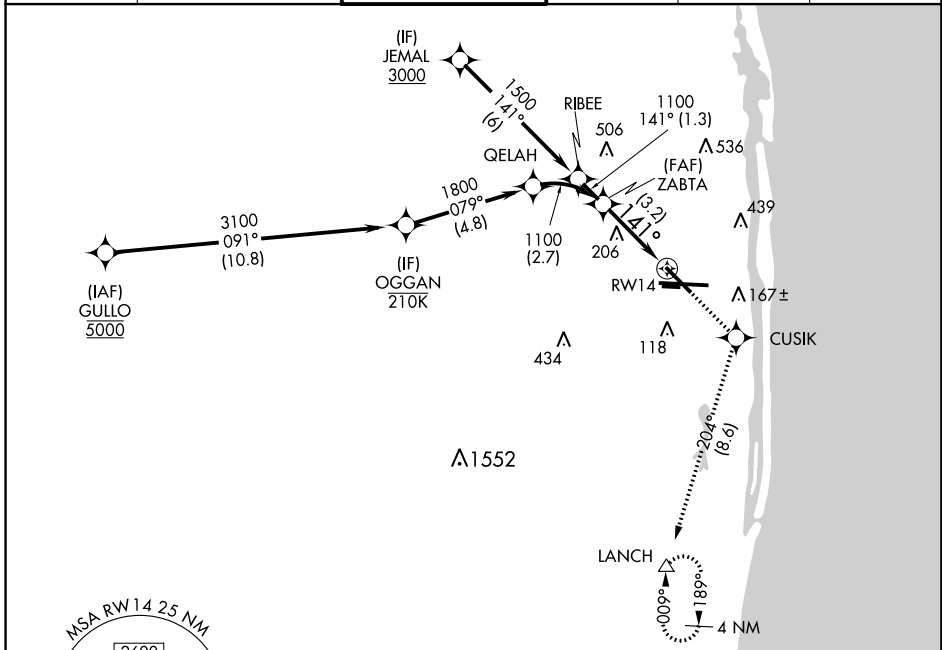 (IF)
JEMAL
3000
1500
141°
(6)
RIBEE
1100
141° (1.3)
506
536
QELAH
(FAF)
ZABTA
1800
079°
(4.8)
3100
091°
(10.8)
(3.2)
141°
439
1100
(2.7)
206
(IF)
OGGAN
210K
(IAF)
GULLO
5000
RW14
167±
CUSIK
434
118
204°
(8.6)
1552
LANCH
009°
189°
4 NM
MSA RW14 25 NM